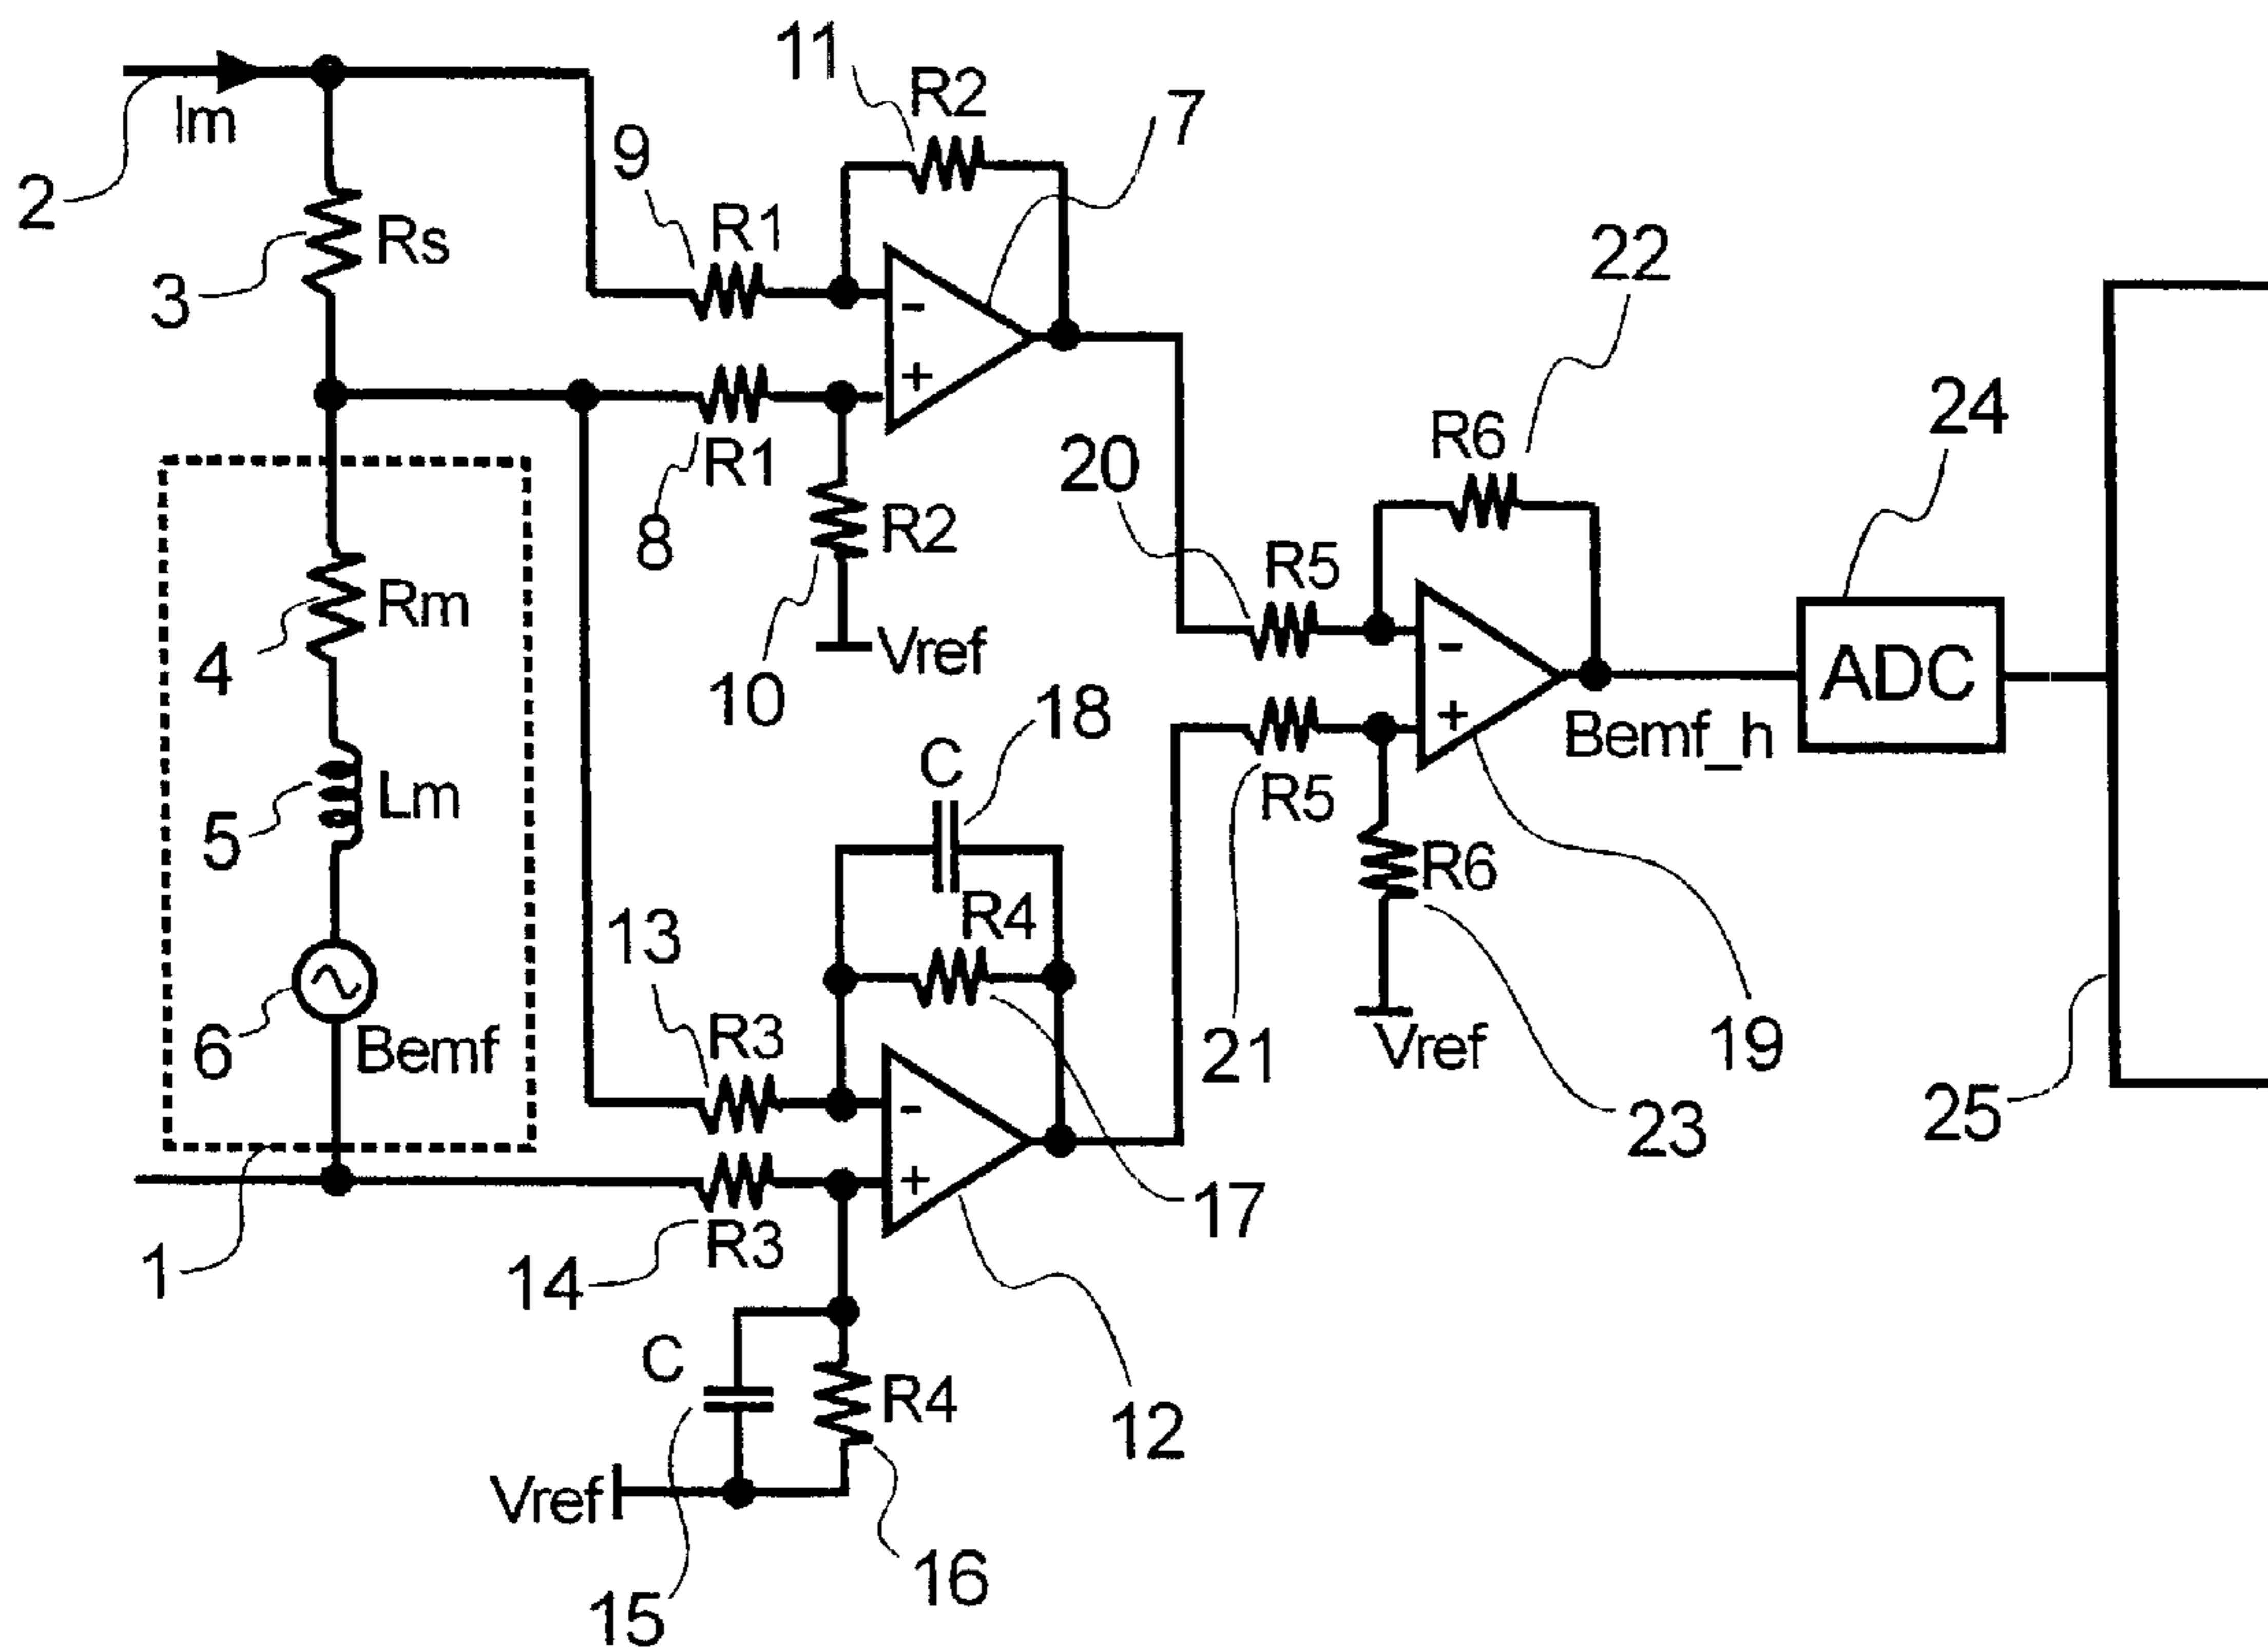 11
R2
7
Im
2
9
R1
Rs
3
-
+
22
24
R1
8
R2
20
R6
Rm
4
10
Vref
R5
-
+
ADC
18
C
R5
Bemf_h
5
Lm
R4
R6
13
6
Bemf
R3
21
Vref
19
25
23
-
+
17
1
14
R3
C
R4
12
Vref
15
16